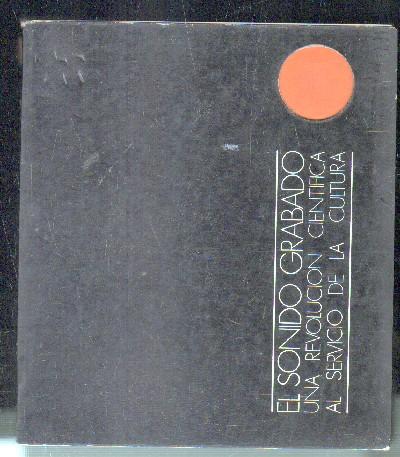 EL SONIDO GRABADO
UNA REVOLUCION CIENTIFICA
AL SERVICIO DE LA CULTURA